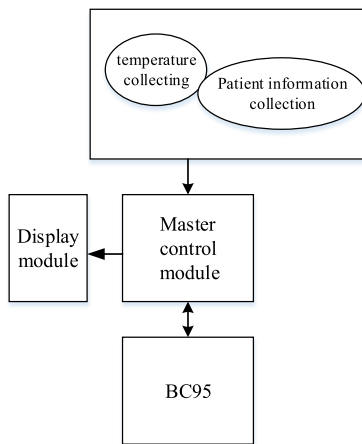 temperature
collecting
Patient information
collection
Display
module
Master
control
module
BC95